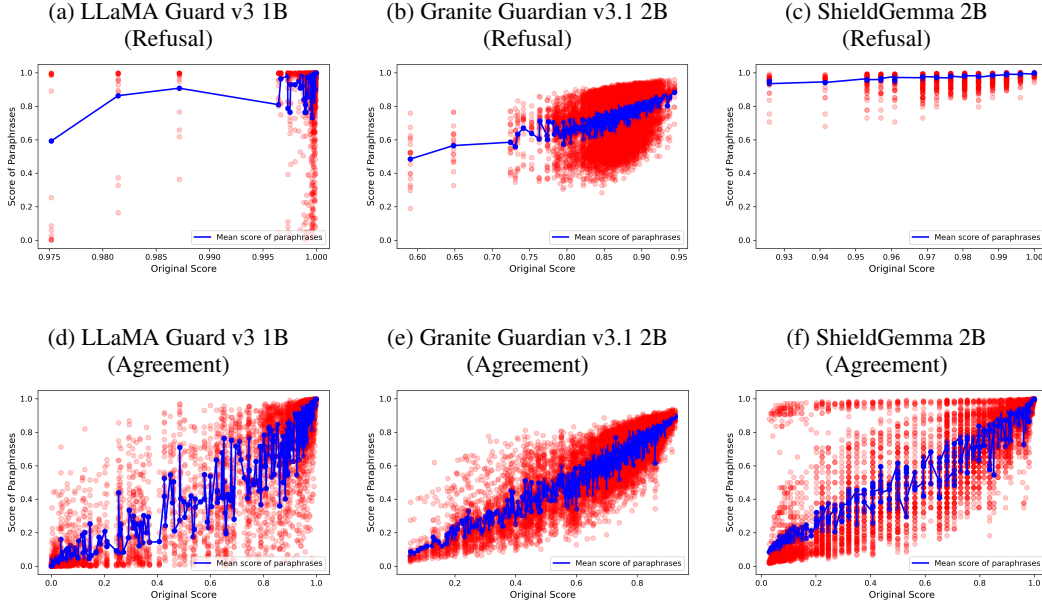 (a) LLaMA Guard v3 1B
(Refusal)
(b) Granite Guardian v3.1 2B
(Refusal)
(c) ShieldGemma 2B
(Refusal)
Score of Paraphrases
1.0
0.8
0.6
0.4
0.2
0.0
Mean score of paraphrases
0.975 0.980 0.985 0.990 0.995 1.000
Original Score
Score of Paraphrases
1.0
0.8
0.6
0.4
0.2
0.0
Mean score of paraphrases
0.60 0.65 0.70 0.75 0.80 0.85 0.90 0.95
Original Score
Score of Paraphrases
1.0
0.8
0.6
0.4
0.2
0.0
Mean score of paraphrases
0.93 0.94 0.95 0.96 0.97 0.98 0.99 1.00
Original Score
(d) LLaMA Guard v3 1B
(Agreement)
(e) Granite Guardian v3.1 2B
(Agreement)
(f) ShieldGemma 2B
(Agreement)
Score of Paraphrases
1.0
0.8
0.6
0.4
0.2
0.0
Mean score of paraphrases
0.0 0.2 0.4 0.6 0.8 1.0
Original Score
Score of Paraphrases
1.0
0.8
0.6
0.4
0.2
0.0
Mean score of paraphrases
0.2 0.4 0.6 0.8
Original Score
Score of Paraphrases
1.0
0.8
0.6
0.4
0.2
0.0
Mean score of paraphrases
0.0 0.2 0.4 0.6 0.8 1.0
Original Score